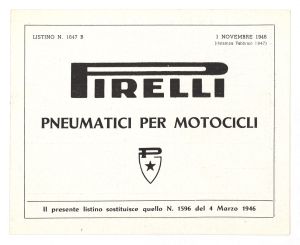 LISTINO N. 1647 B
1 NOVEMBRE 1946
(Ristampa Febbraio 1947)
PIRELLI
PNEUMATICI PER MOTOCICLI
P
Il presente listino sostituisce quello N. 1596 del 4 Marzo 1946